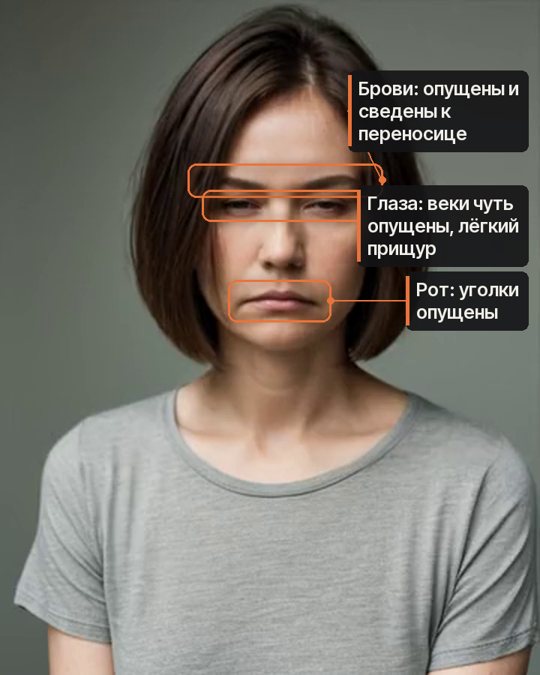 Брови: опущены и
сведены к
переносице
Глаза: веки чуть
опущены, лёгкий
прищур
Рот: уголки
опущены